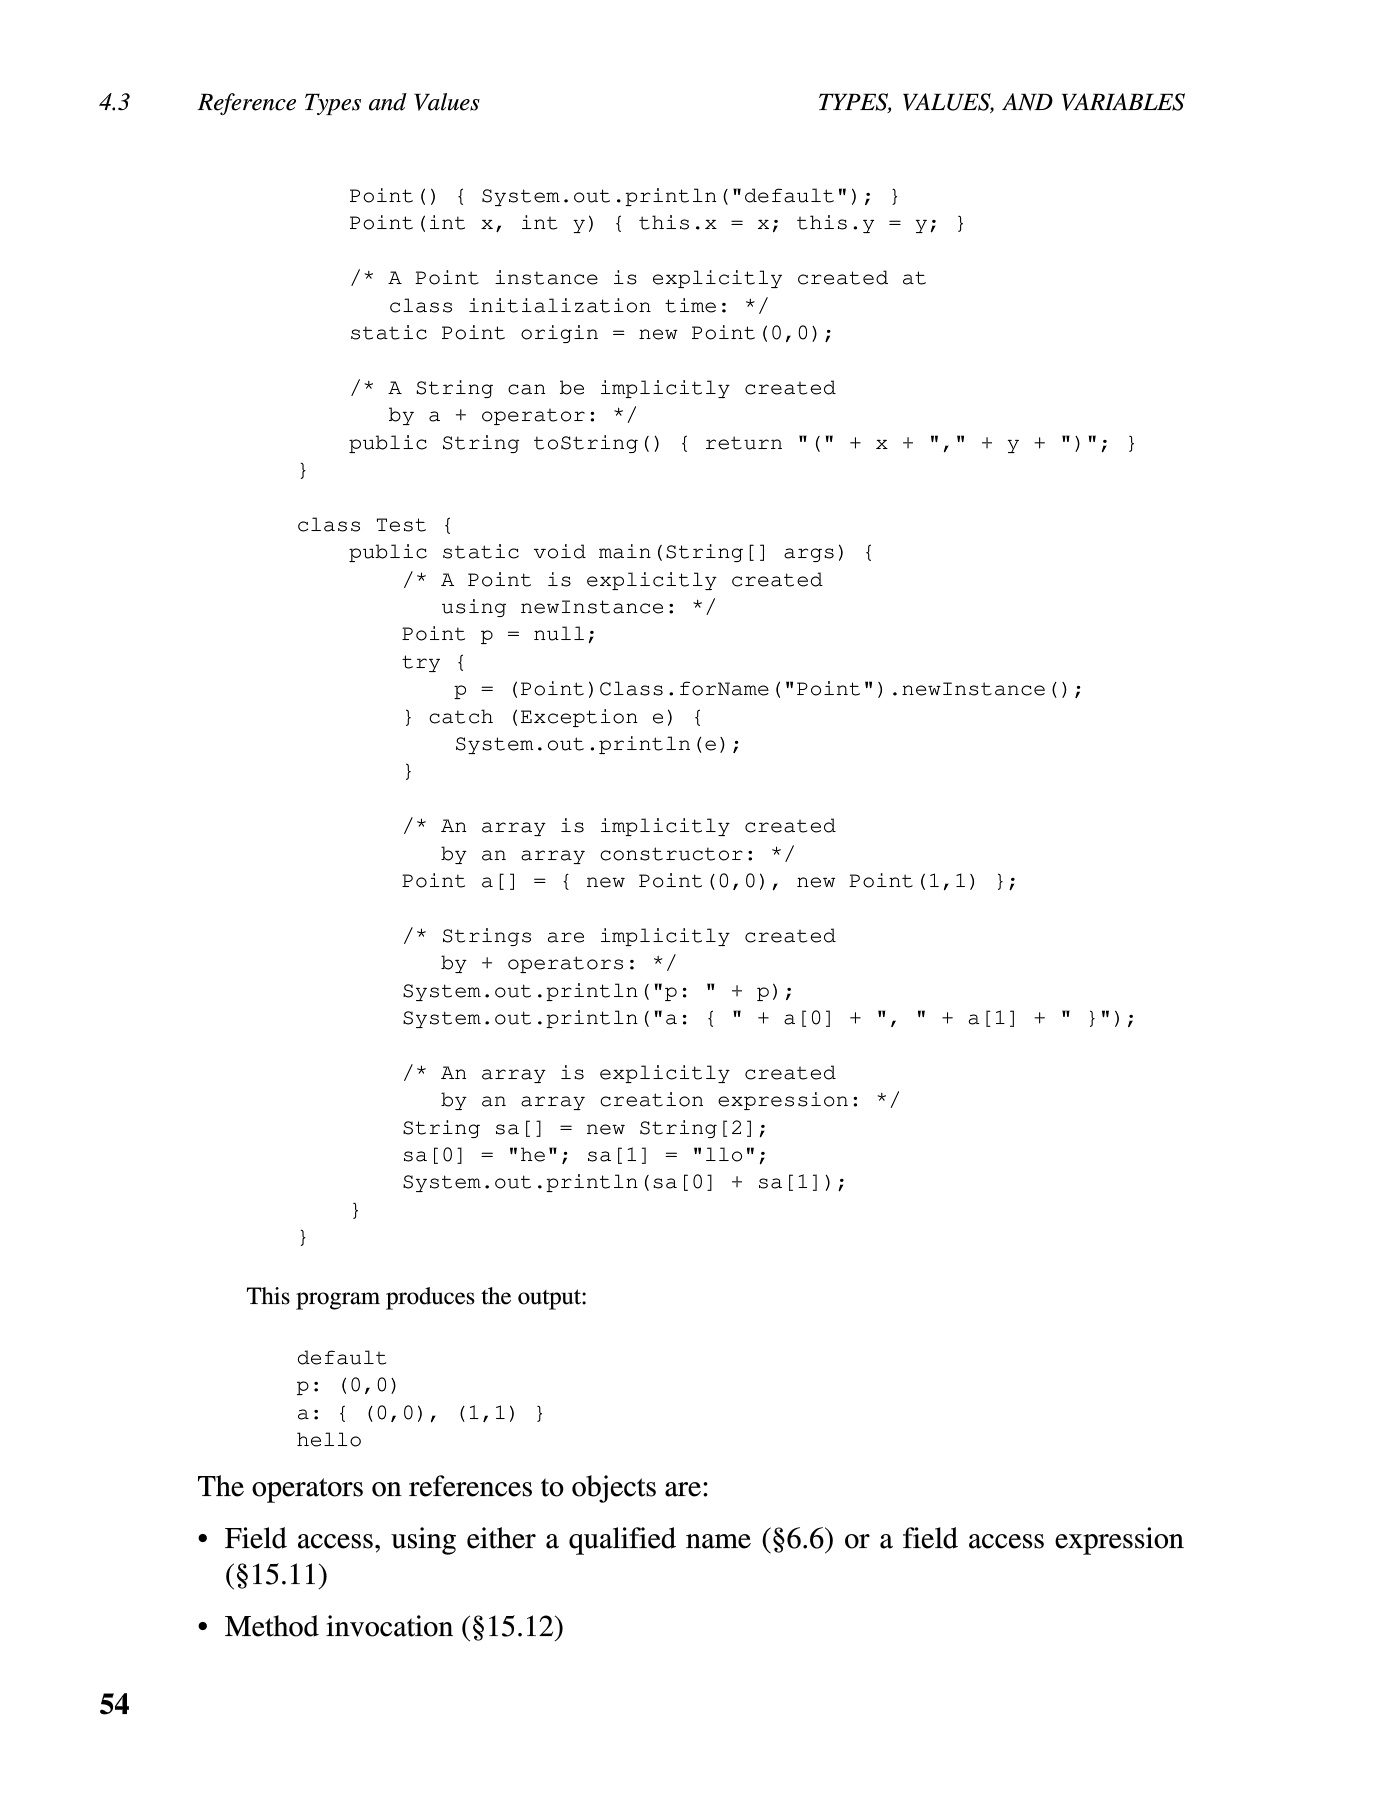 4.3 Reference Types and Values TYPES, VALUES, AND VARIABLES
Point() { System.out.println("default"); }
Point(int x, int y) { this.x = x; this.y = y; }
/* A Point instance is explicitly created at
class initialization time: */
static Point origin = new Point(0,0);
/* A String can be implicitly created
by a + operator: */
public String toString() { return "(" + x + "," + y + ")"; }
}
class Test {
public static void main(String[] args) {
/* A Point is explicitly created
using newInstance: */
Point p = null;
try {
p = (Point)Class.forName("Point").newInstance();
} catch (Exception e) {
System.out.println(e);
}
/* An array is implicitly created
by an array constructor: */
Point a[] = { new Point(0,0), new Point(1,1) };
/* Strings are implicitly created
by + operators: */
System.out.println("p: " + p);
System.out.println("a: { " + a[0] + ", " + a[1] + " }");
/* An array is explicitly created
by an array creation expression: */
String sa[] = new String[2];
sa[0] = "he"; sa[1] = "llo";
System.out.println(sa[0] + sa[1]);
}
}
This program produces the output:
default
p: (0,0)
a: { (0,0), (1,1) }
hello
The operators on references to objects are:
• Field access, using either a qualified name (§6.6) or a field access expression
(§15.11)
• Method invocation (§15.12)
54